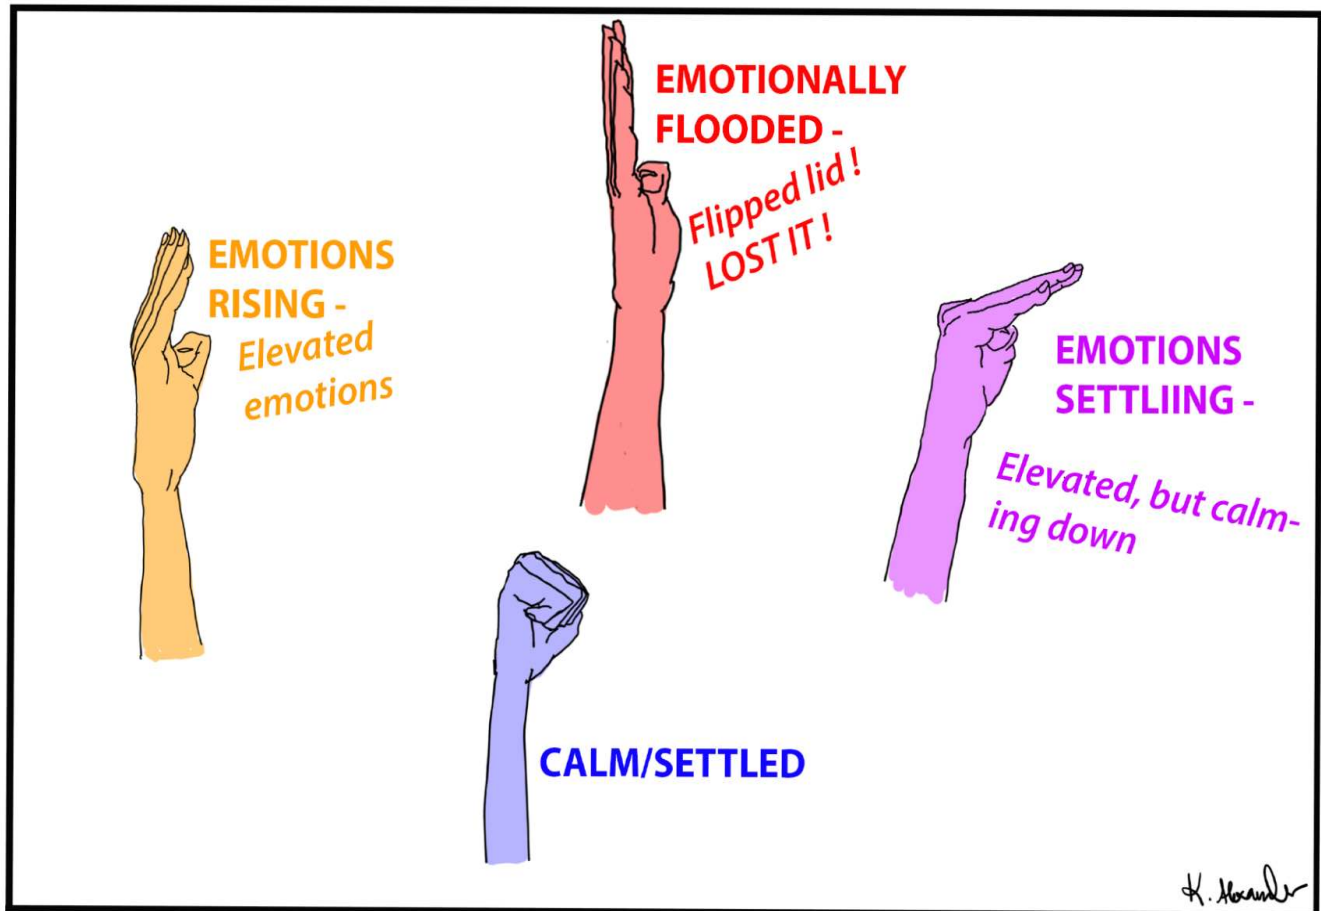 EMOTIONALLY
FLOODED -
Flipped lid !
LOST IT !
EMOTIONS
RISING -
Elevated
emotions
EMOTIONS
SETTLIING -
Elevated, but calm-
ing down
CALM/SETTLED
K. Alexander